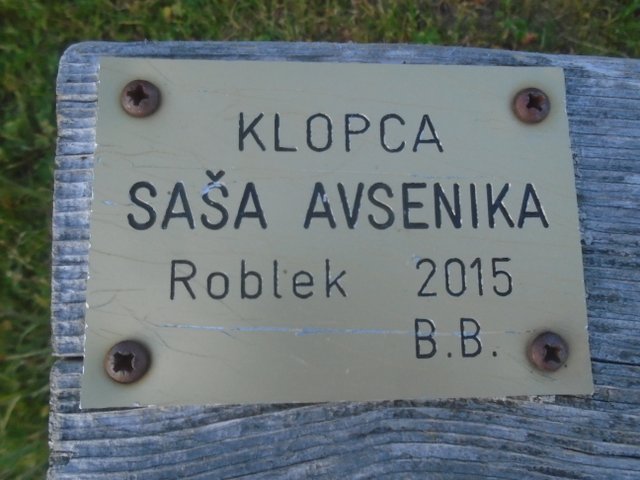 KLOPCA
SAŠA AVSENIKA
Roblek 2015
B.B.